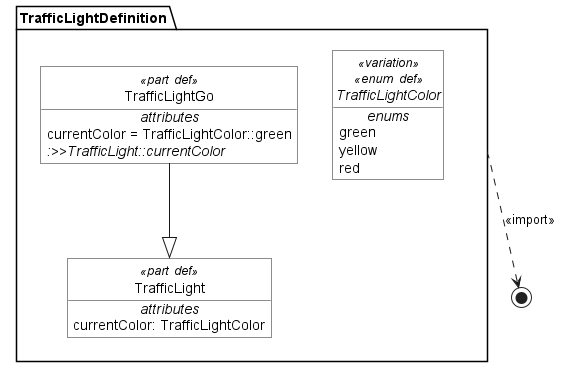 TrafficLightDefinition
«part def»
TrafficLightGo
attributes
currentColor = TrafficLightColor::green
:>>TrafficLight::currentColor
«variation»
«enum def»
TrafficLightColor
enums
green
yellow
red
«import»
«part def»
TrafficLight
attributes
currentColor: TrafficLightColor